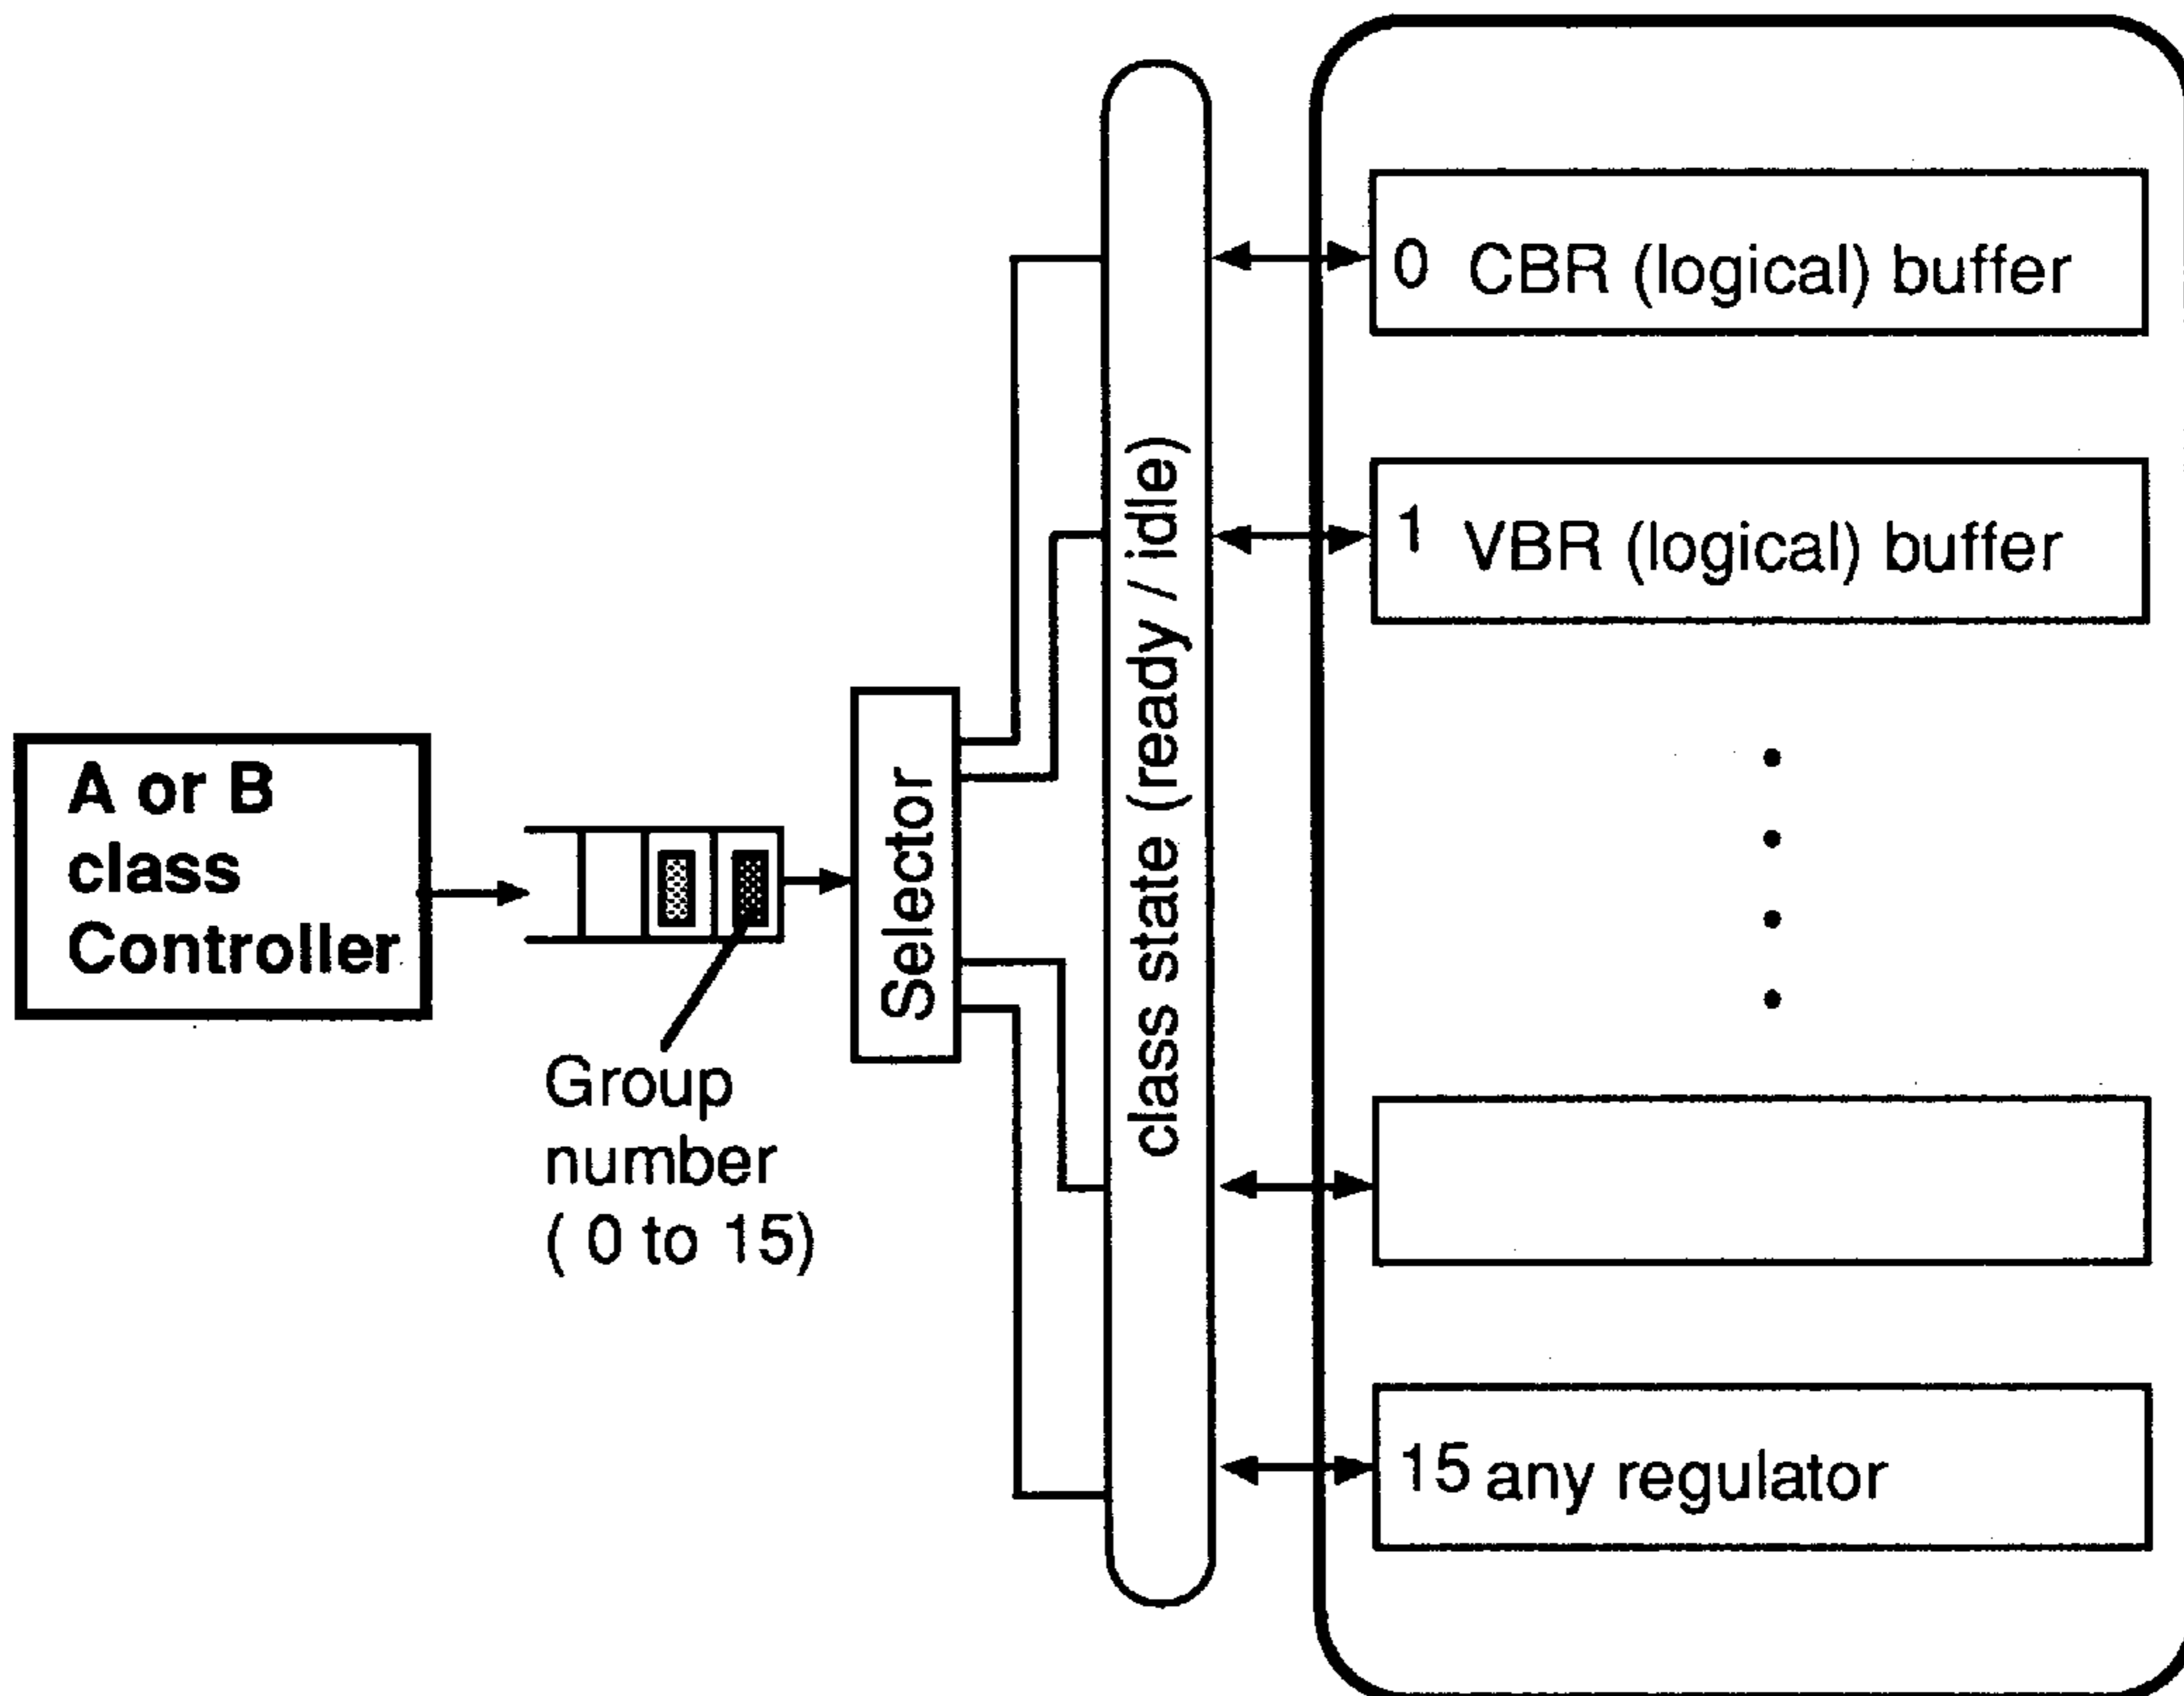 A or B
class
Controller
Group
number
( 0 to 15)
Selector
class state (ready / idle)
0 CBR (logical) buffer
1 VBR (logical) buffer
15 any regulator